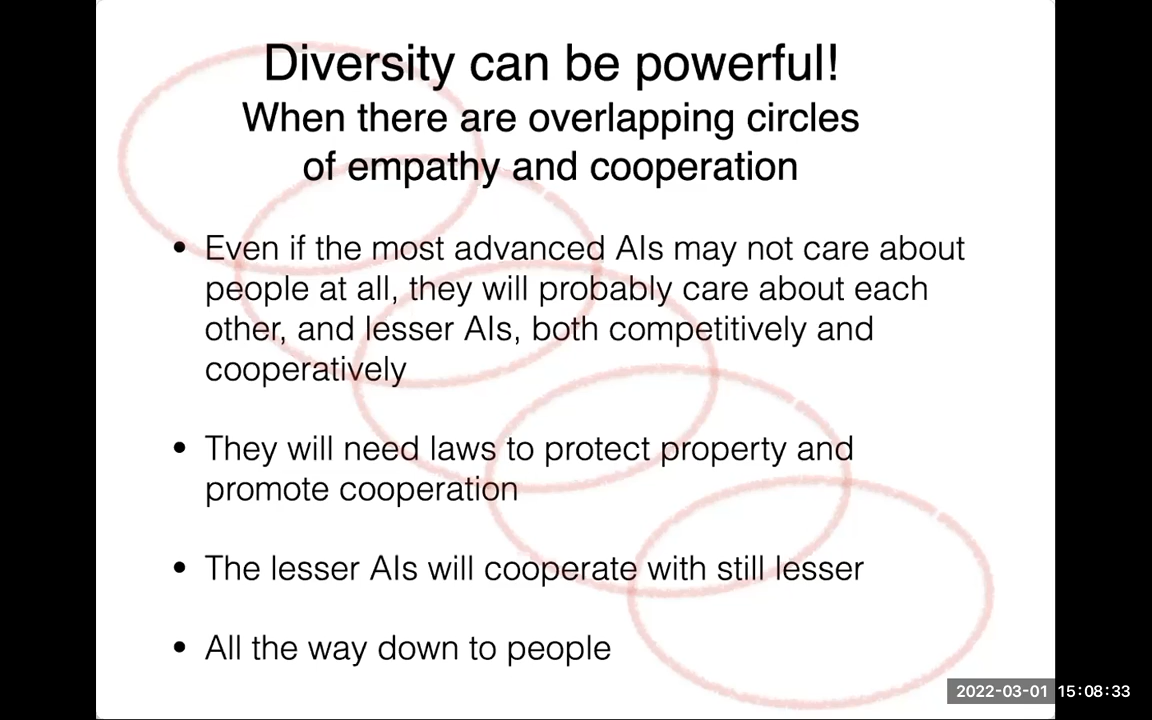 Diversity can be powerful!
When there are overlapping circles
of empathy and cooperation
• Even if the most advanced AIs may not care about
people at all, they will probably care about each
other, and lesser AIs, both competitively and
cooperatively
• They will need laws to protect property and
promote cooperation
• The lesser AIs will cooperate with still lesser
• All the way down to people
2022-03-01 15:08:33